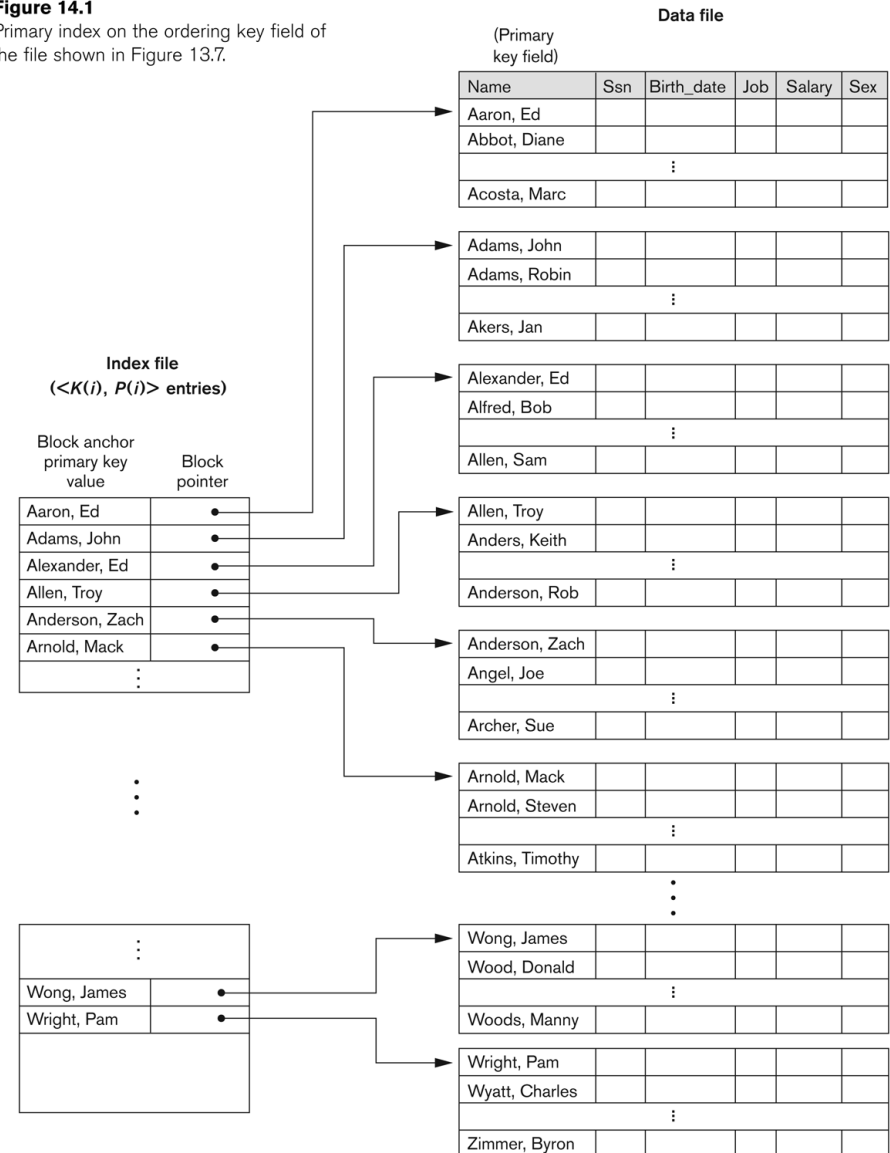 Figure 14.1
Primary index on the ordering key field of
the file shown in Figure 13.7.
Data file
(Primary
key field)
Name Ssn Birth_date Job Salary Sex
Aaron, Ed
Abbot, Diane
Acosta, Marc
Adams, John
Adams, Robin
Akers, Jan
Alexander, Ed
Alfred, Bob
Allen, Sam
Allen, Troy
Anders, Keith
Anderson, Rob
Anderson, Zach
Angel, Joe
Archer, Sue
Arnold, Mack
Arnold, Steven
Atkins, Timothy
Wong, James
Wood, Donald
Woods, Manny
Wright, Pam
Wyatt, Charles
Zimmer, Byron
Index file
(<K(i), P(i)> entries)
Block anchor
primary key
value
Block
pointer
Aaron, Ed
Adams, John
Alexander, Ed
Allen, Troy
Anderson, Zach
Arnold, Mack
Wong, James
Wright, Pam